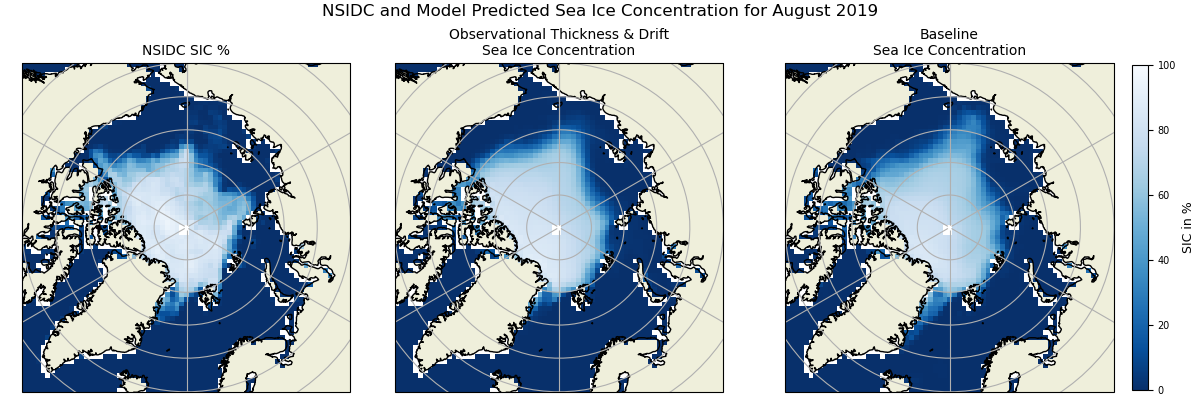 NSIDC and Model Predicted Sea Ice Concentration for August 2019
NSIDC SIC %
Observational Thickness & Drift
Sea Ice Concentration
Baseline
Sea Ice Concentration
100
80
60
40
20
0
SIC in %